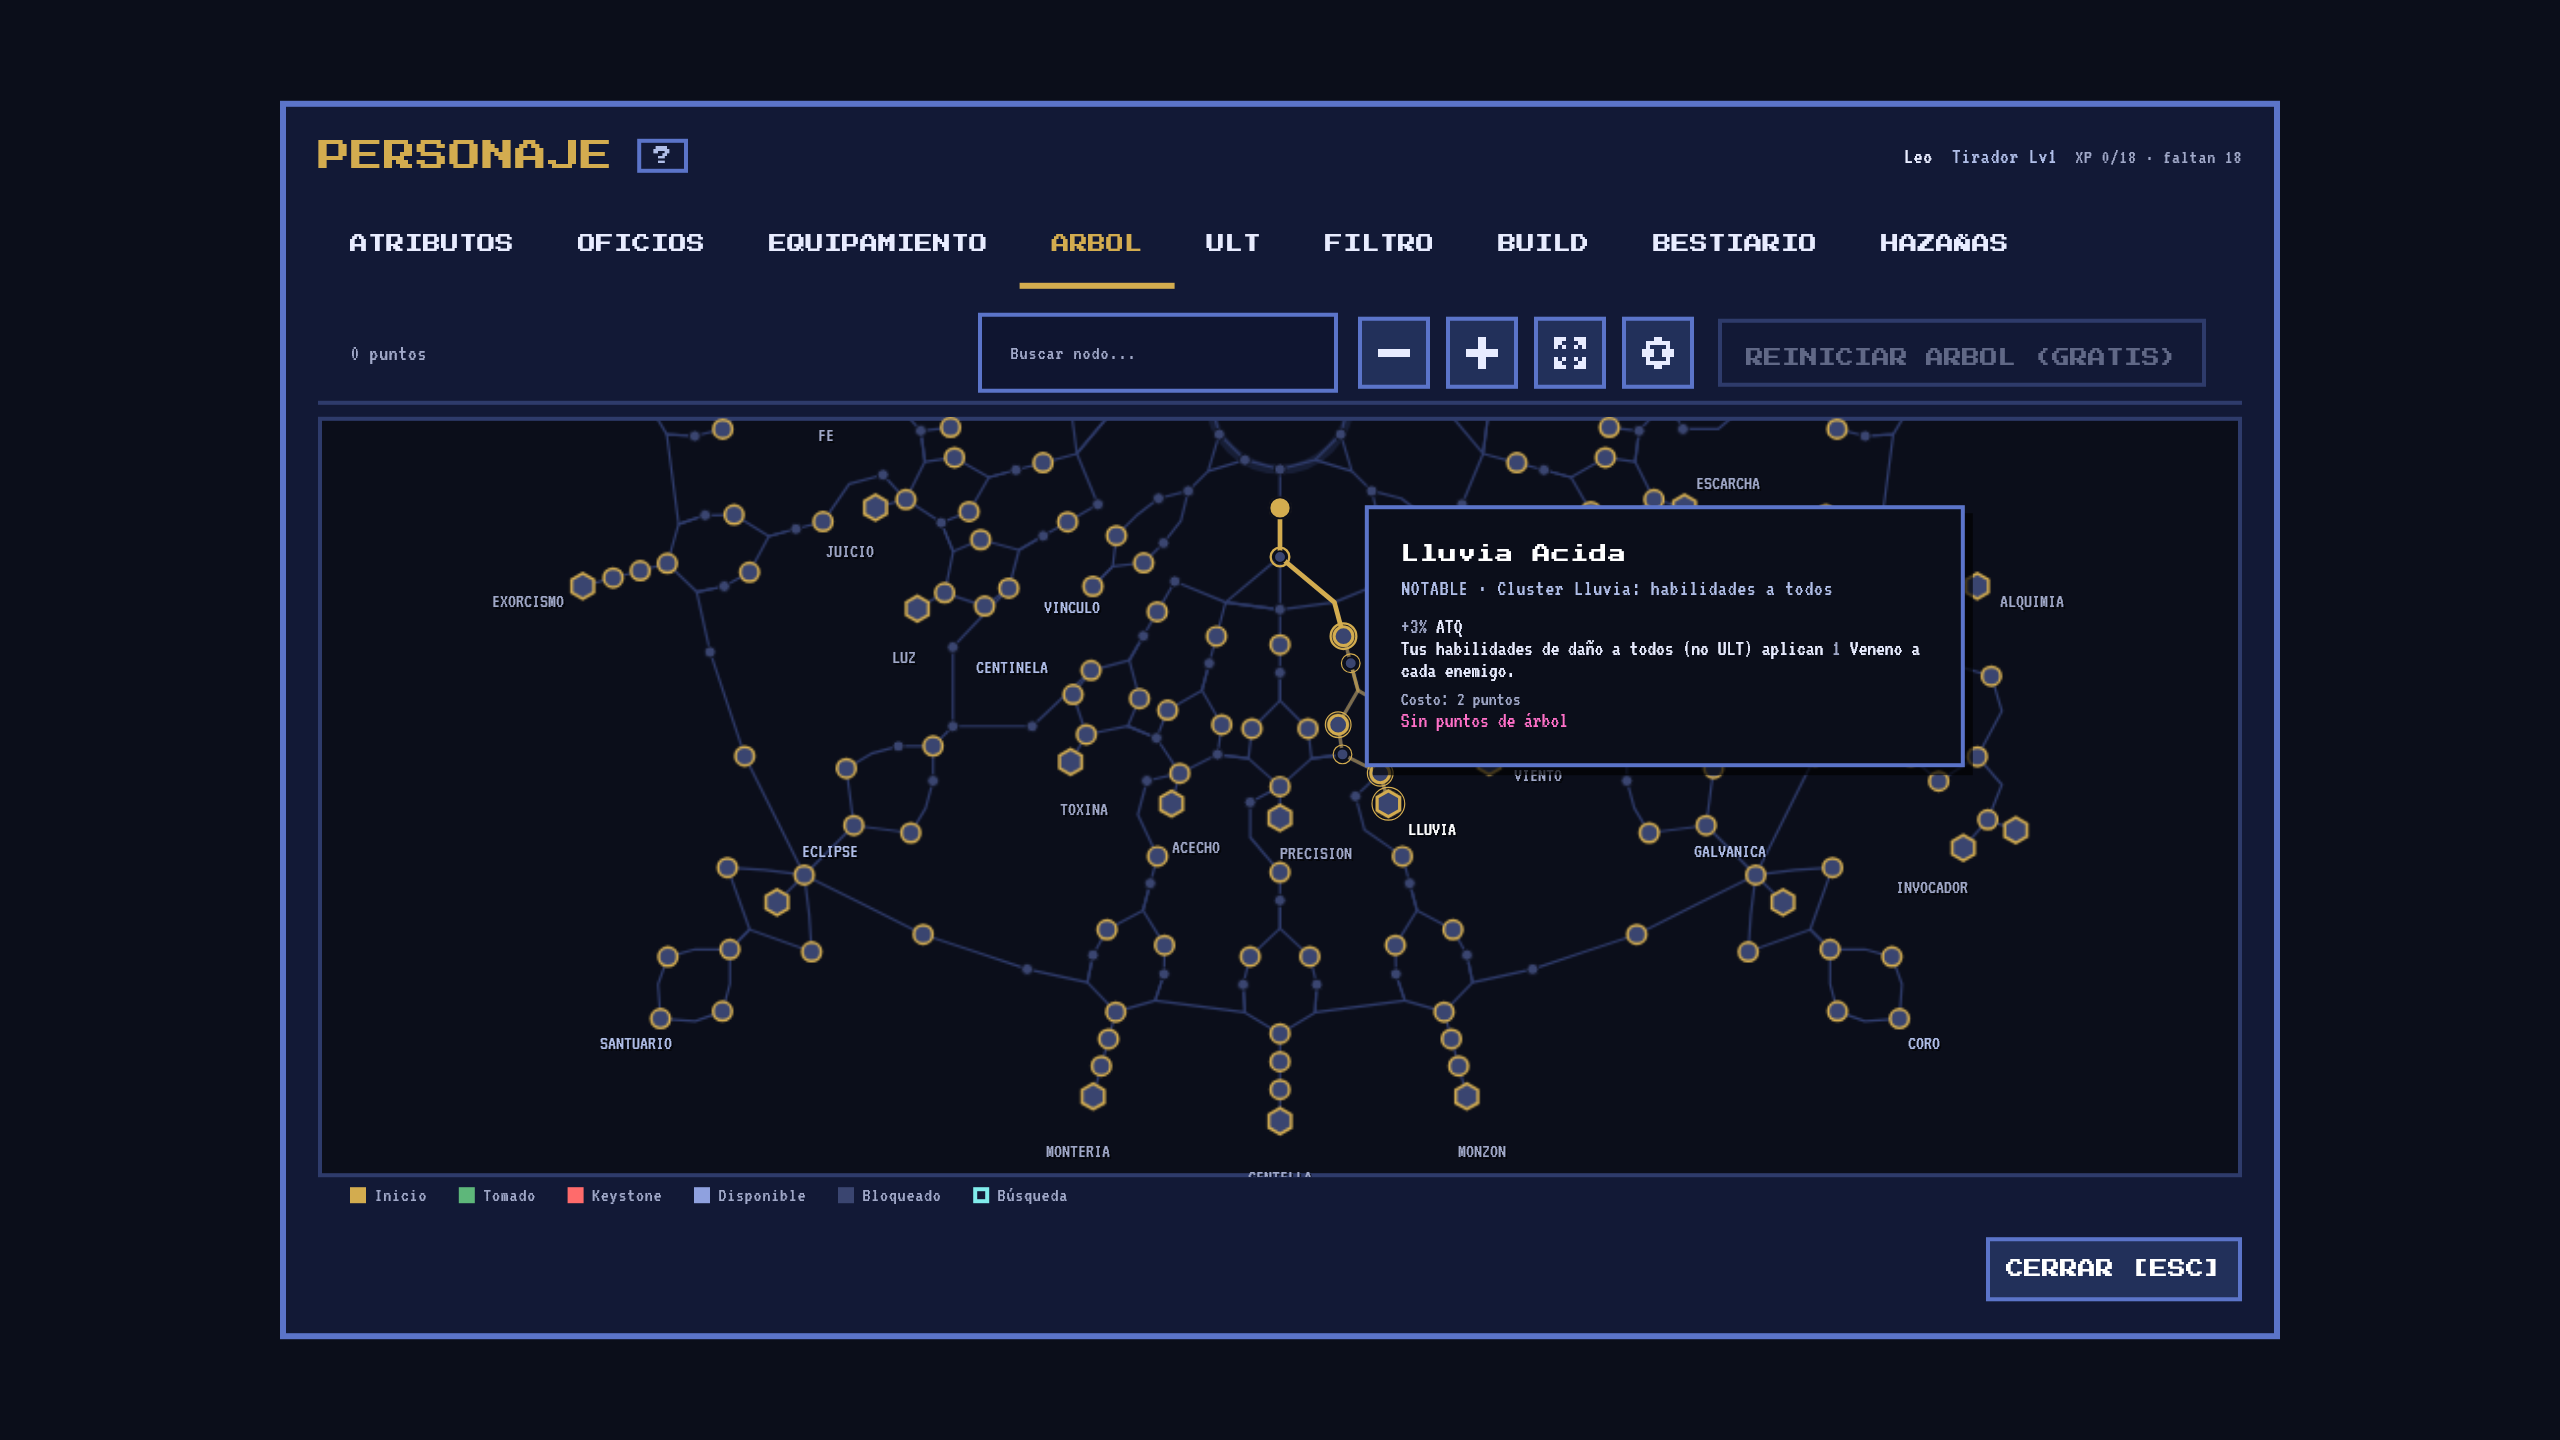 PERSONAJE ?
Leo Tirador Lv1 XP 0/18 · faltan 18
ATRIBUTOS OFICIOS EQUIPAMIENTO ARBOL ULT FILTRO BUILD BESTIARIO HAZAÑAS
0 puntos
Buscar nodo...
REINICIAR ARBOL (GRATIS)
FE
ESCARCHA
JUICIO
EXORCISMO
VINCULO
ALQUIMIA
LUZ
CENTINELA
Lluvia Acida
NOTABLE · Cluster Lluvia: habilidades a todos
+3% ATQ
Tus habilidades de daño a todos (no ULT) aplican 1 Veneno a
cada enemigo.
Costo: 2 puntos
Sin puntos de árbol
VIENTO
TOXINA
LLUVIA
ACECHO
PRECISION
ECLIPSE
GALVANICA
INVOCADOR
SANTUARIO
CORO
MONTERIA
MONZON
CENTELLA
Inicio Tomado Keystone Disponible Bloqueado Búsqueda
CERRAR [ESC]